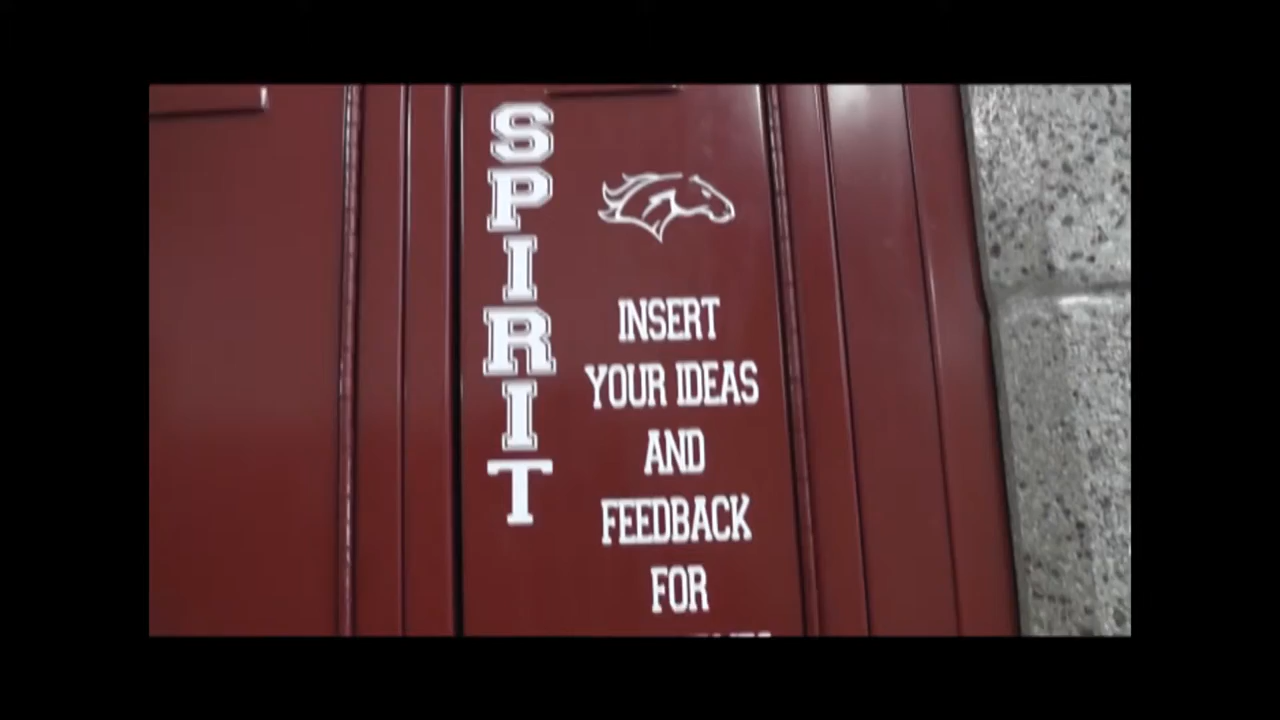 SPIRIT
INSERT
YOUR IDEAS
AND
FEEDBACK
FOR